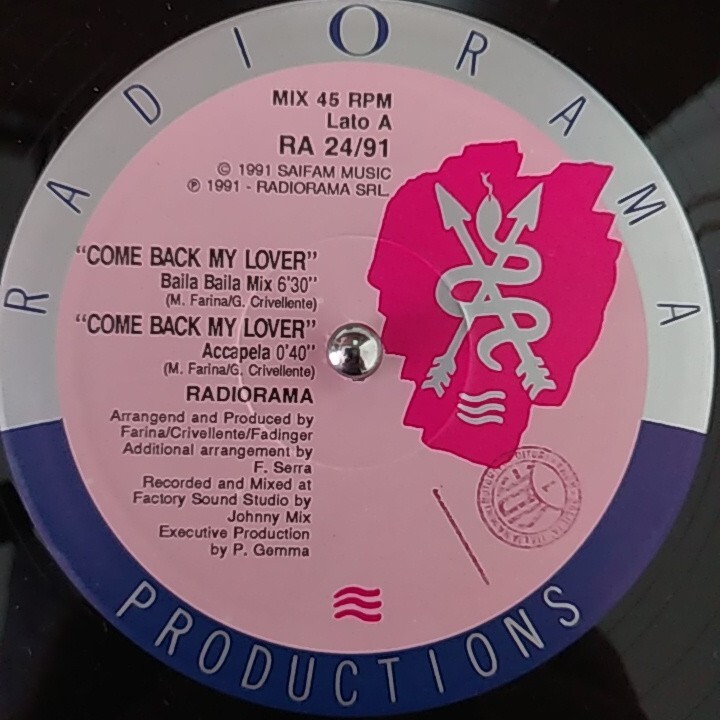 RADIORAMA
MIX 45 RPM
Lato A
RA 24/91
© 1991 SAIFAM MUSIC
℗ 1991 - RADIORAMA SRL.
"COME BACK MY LOVER"
Baila Baila Mix 6'30"
(M. Farina/G. Crivellente)
"COME BACK MY LOVER"
Accapela 0'40"
(M. Farina/G. Crivellente)
RADIORAMA
Arrangend and Produced by
Farina/Crivellente/Fadinger
Additional arrangement by
F. Serra
Recorded and Mixed at
Factory Sound Studio by
Johnny Mix
Executive Production
by P. Gemma
PRODUCTIONS